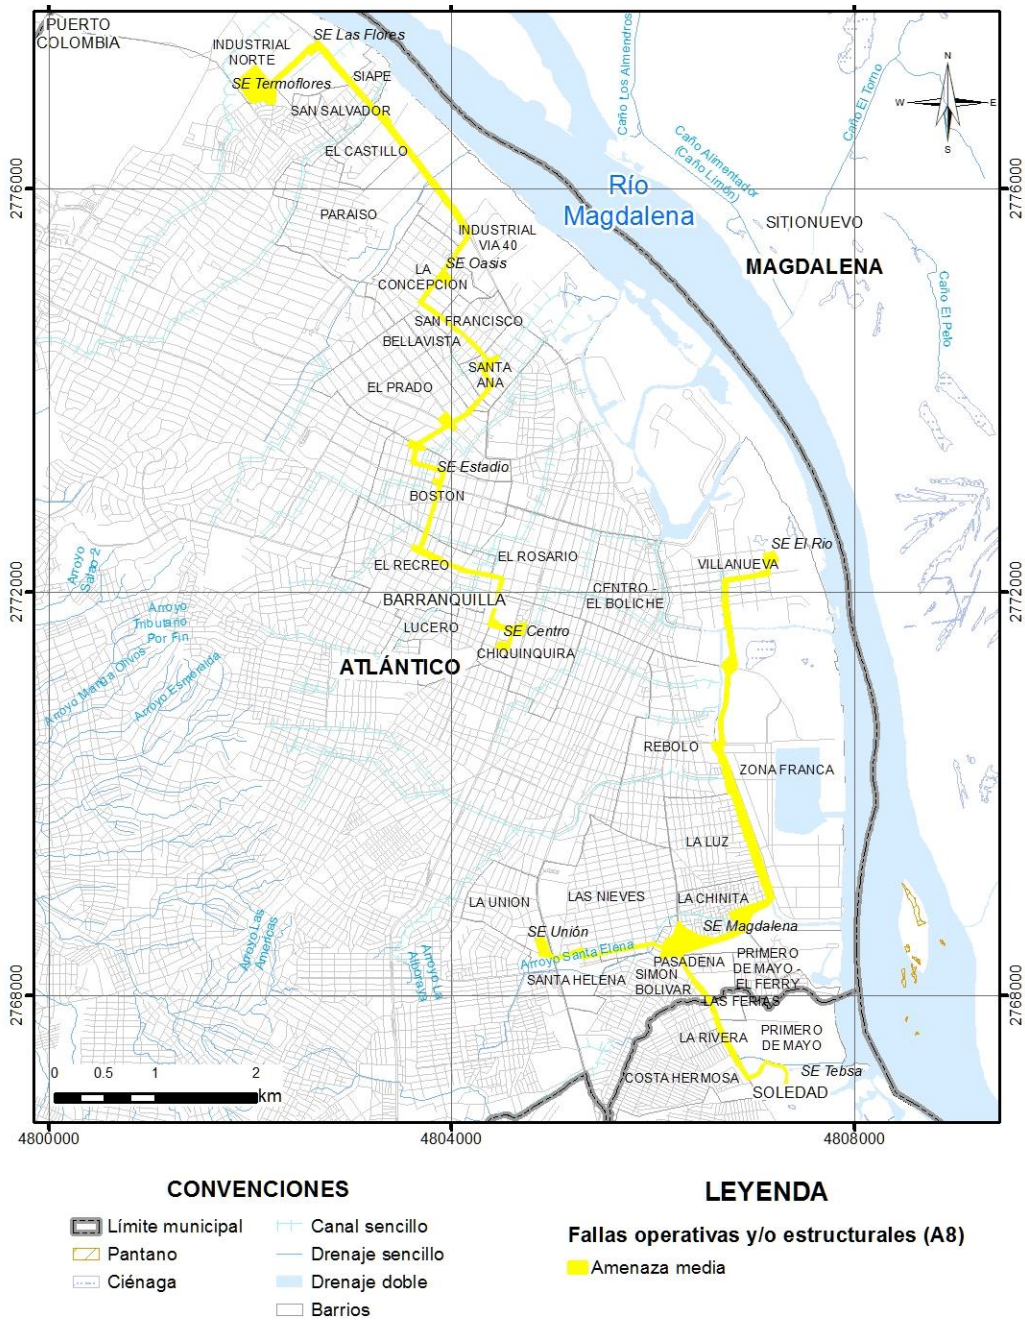 PUERTO
COLOMBIA
INDUSTRIAL
NORTE
SE Las Flores
SE Termoflores
SIAPE
SAN SALVADOR
EL CASTILLO
PARAISO
INDUSTRIAL
VIA 40
SE Oasis
LA
CONCEPCION
SAN FRANCISCO
BELLAVISTA
SANTA
ANA
EL PRADO
SE Estadio
BOSTON
EL RECREO
EL ROSARIO
BARRANQUILLA
LUCERO
SE Centro
CHIQUINQUIRA
ATLÁNTICO
CENTRO -
EL BOLICHE
VILLANUEVA
SE El Rio
REBOLO
ZONA FRANCA
LA LUZ
LAS NIEVES
LA CHINITA
LA UNION
SE Unión
SE Magdalena
Arroyo Santa Elena
PASADENA
PRIMERO
DE MAYO
EL FERRY
SANTA HELENA
SIMON
BOLIVAR
LAS FERIAS
LA RIVERA
PRIMERO
DE MAYO
COSTA HERMOSA
SE Tebsa
SOLEDAD
Río
Magdalena
MAGDALENA
SITIONUEVO
Caño Los Almendros
Caño Alimentador
(Caño Limón)
Caño El Torno
Caño El Pelo
Arroyo
Salao 2
Arroyo
Tributario
Por Fin
Arroyo Manga Olivos
Arroyo Esmeralda
Arroyo Las
Americas
Arroyo La
Alboraya
N
W
E
S
2776000
2772000
2768000
2776000
2772000
2768000
0 0.5 1 2
km
4800000
4804000
4808000
CONVENCIONES
Límite municipal
Pantano
Ciénaga
Canal sencillo
Drenaje sencillo
Drenaje doble
Barrios
LEYENDA
Fallas operativas y/o estructurales (A8)
Amenaza media